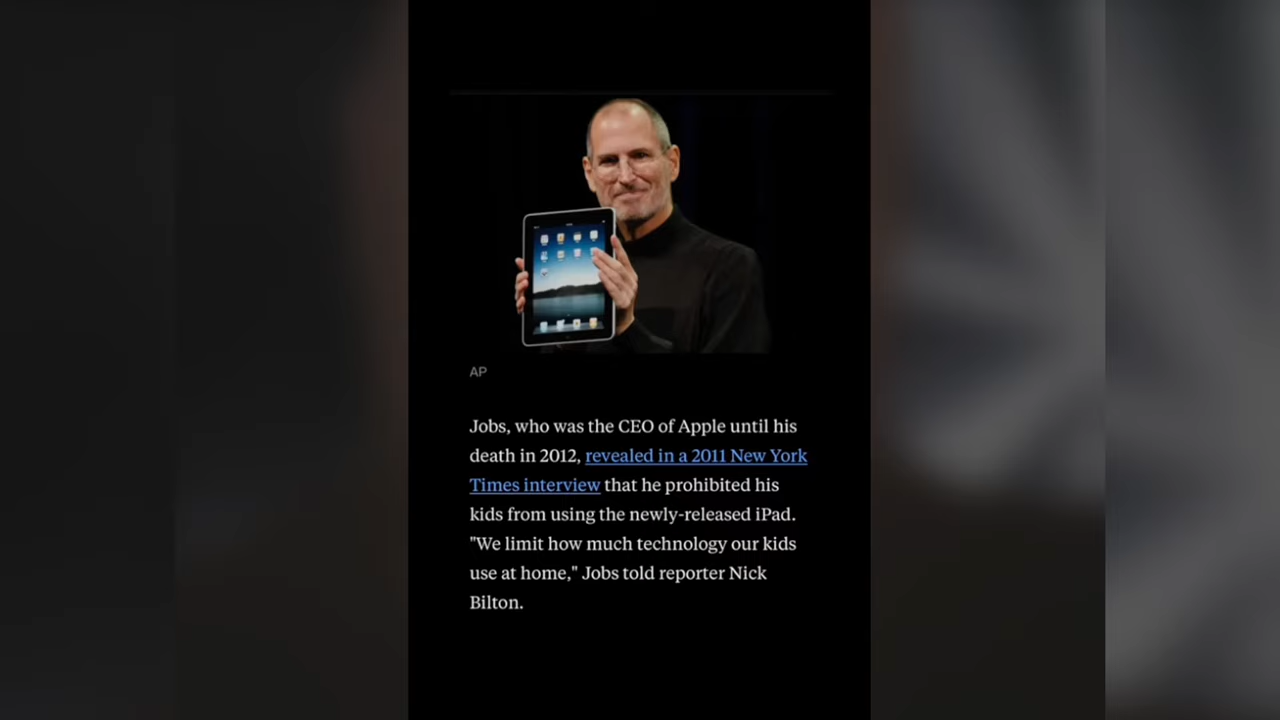 AP
Jobs, who was the CEO of Apple until his
death in 2012, revealed in a 2011 New York
Times interview that he prohibited his
kids from using the newly-released iPad.
"We limit how much technology our kids
use at home," Jobs told reporter Nick
Bilton.